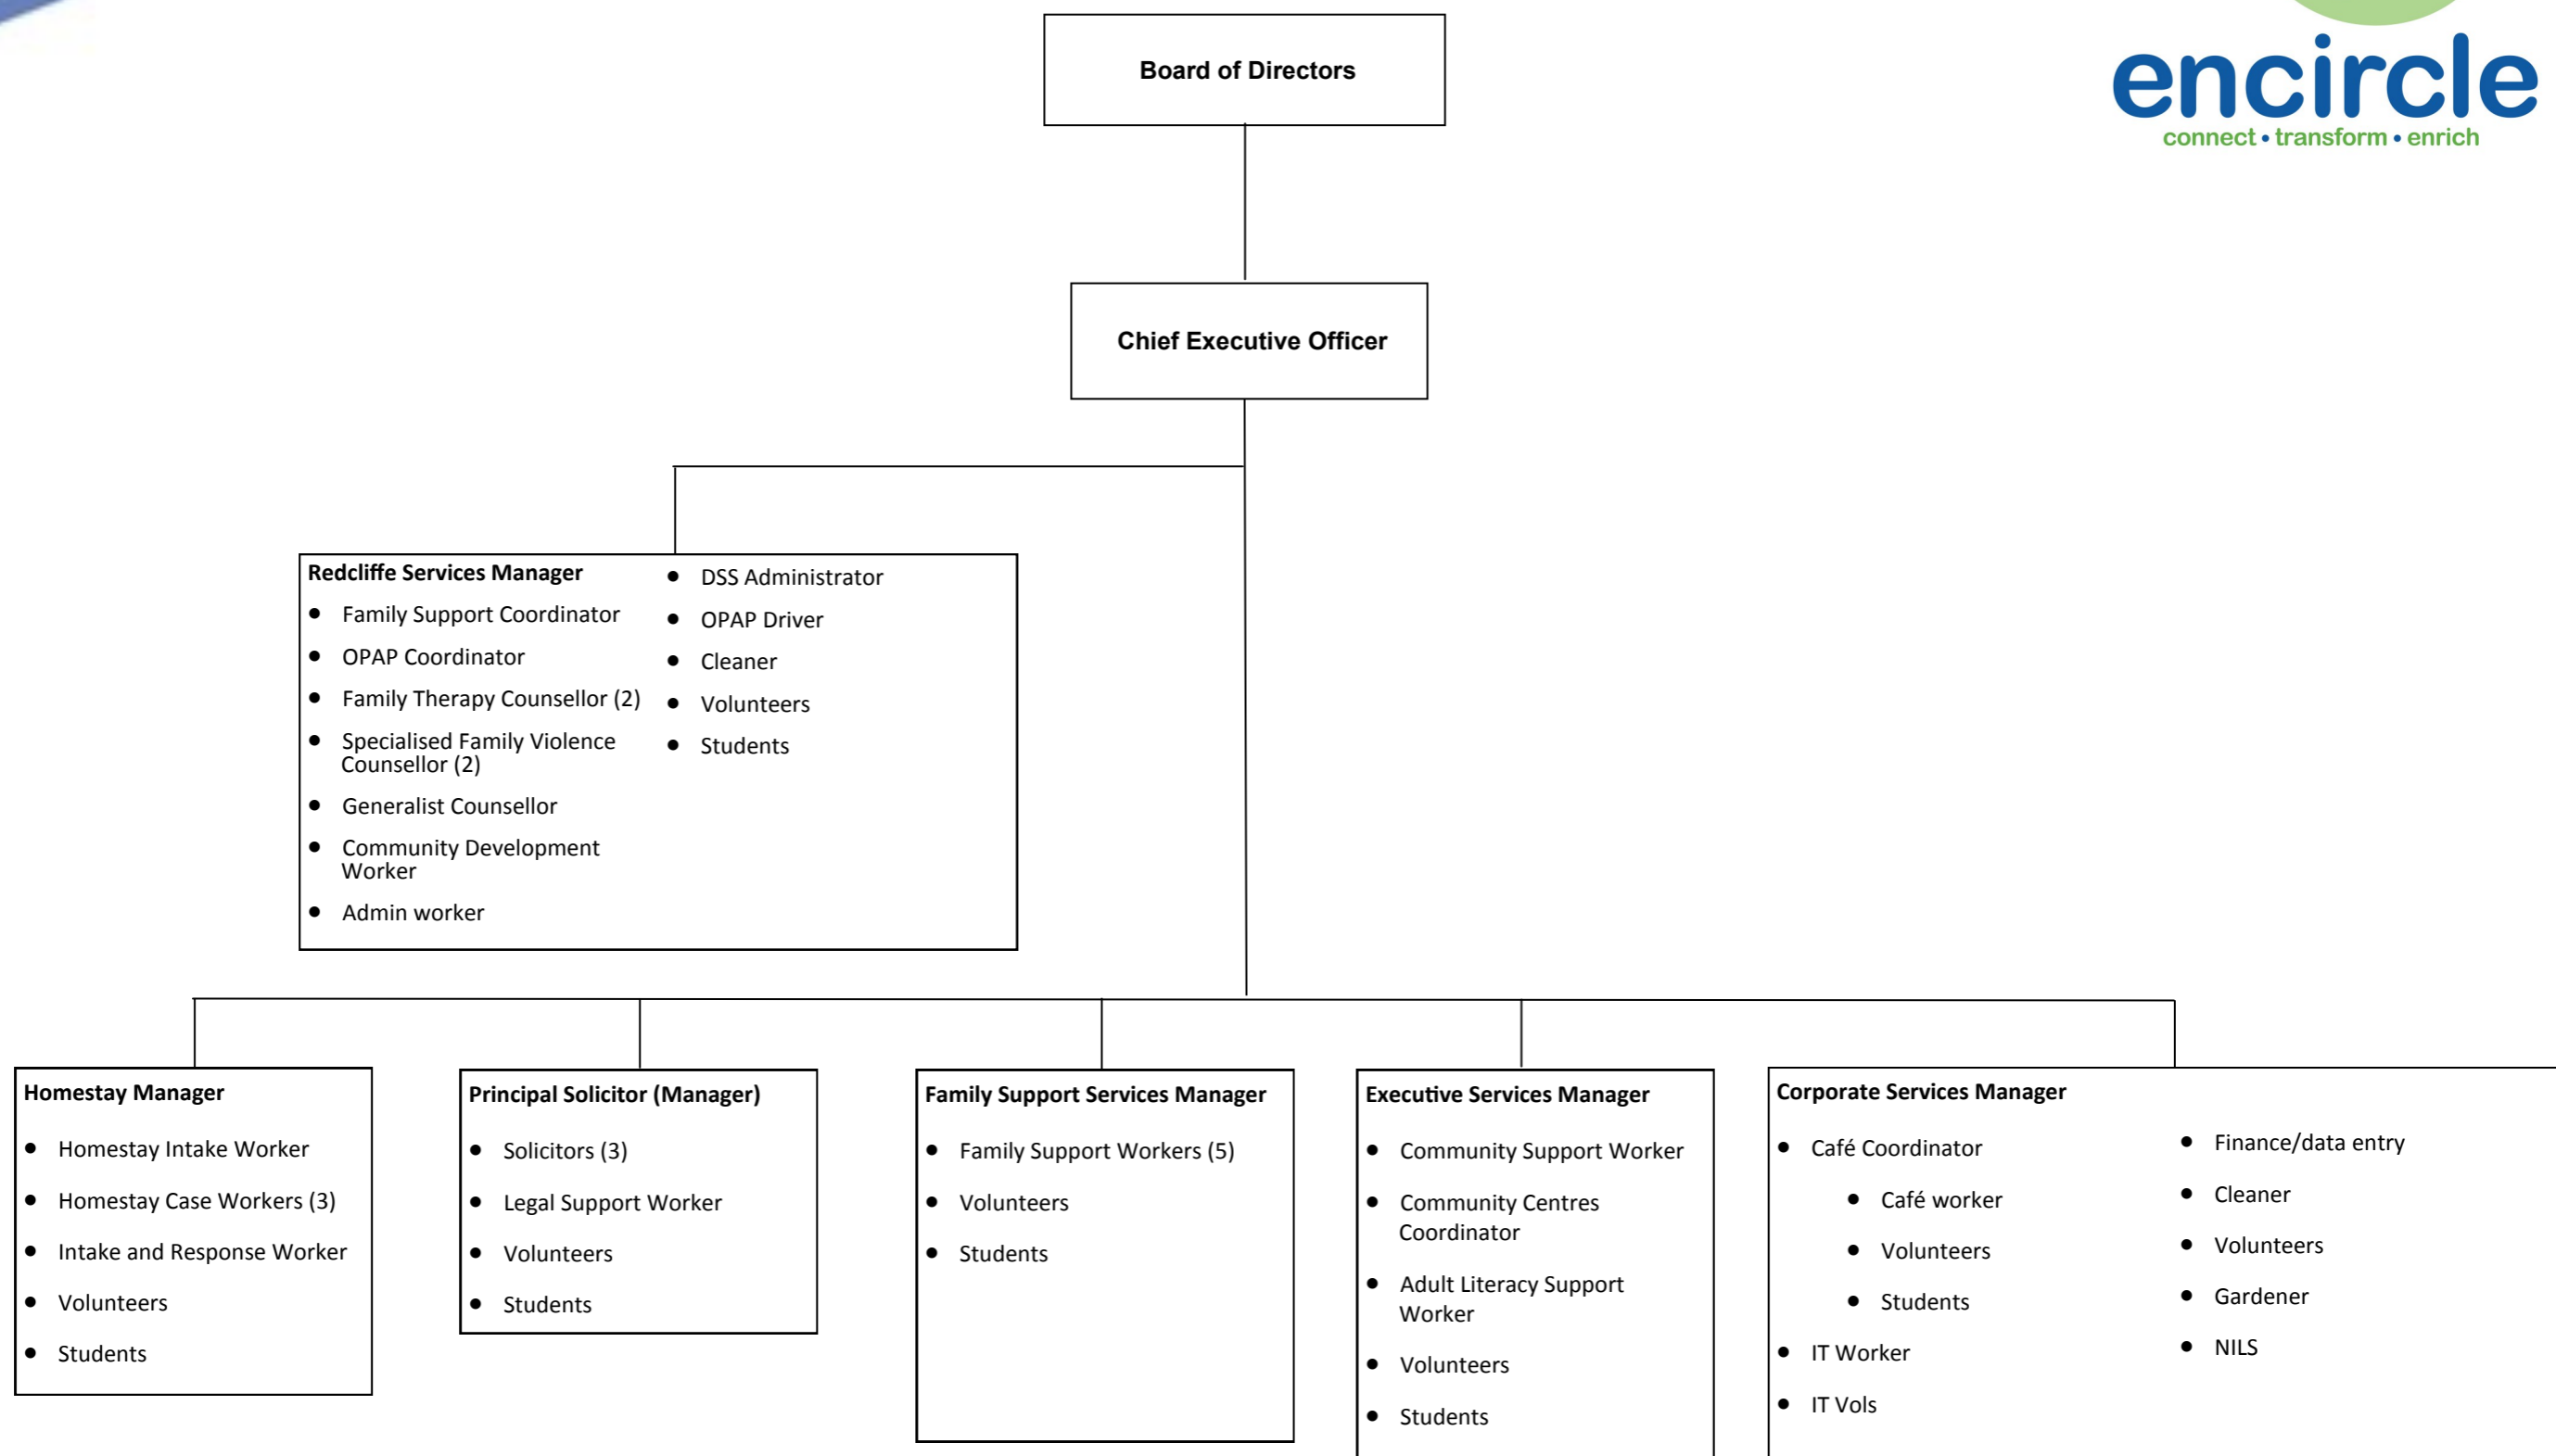 encircle
connect • transform • enrich
Board of Directors
Chief Executive Officer
Redcliffe Services Manager
• Family Support Coordinator
• OPAP Coordinator
• Family Therapy Counsellor (2)
• Specialised Family Violence
Counsellor (2)
• Generalist Counsellor
• Community Development
Worker
• Admin worker
• DSS Administrator
• OPAP Driver
• Cleaner
• Volunteers
• Students
Homestay Manager
• Homestay Intake Worker
• Homestay Case Workers (3)
• Intake and Response Worker
• Volunteers
• Students
Principal Solicitor (Manager)
• Solicitors (3)
• Legal Support Worker
• Volunteers
• Students
Family Support Services Manager
• Family Support Workers (5)
• Volunteers
• Students
Executive Services Manager
• Community Support Worker
• Community Centres
Coordinator
• Adult Literacy Support
Worker
• Volunteers
• Students
Corporate Services Manager
• Café Coordinator
• Café worker
• Volunteers
• Students
• IT Worker
• IT Vols
• Finance/data entry
• Cleaner
• Volunteers
• Gardener
• NILS